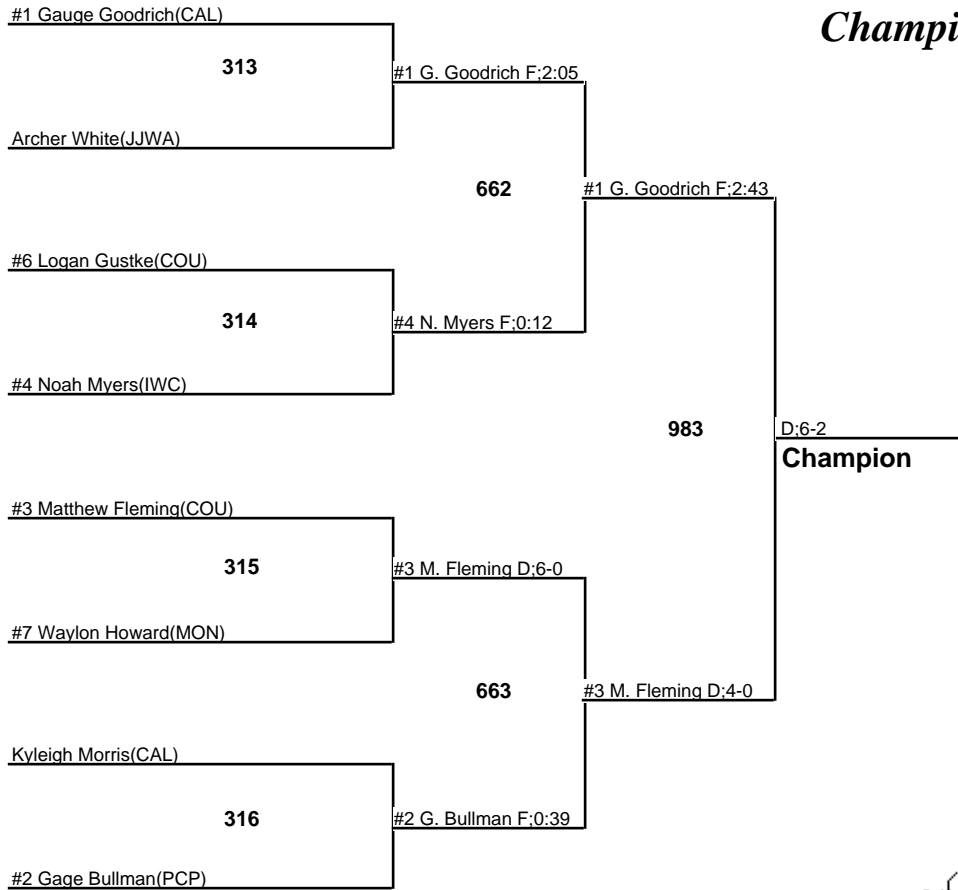 #1 Gauge Goodrich(CAL)
Champi
313
#1 G. Goodrich F;2:05
Archer White(JJWA)
662
#1 G. Goodrich F;2:43
#6 Logan Gustke(COU)
314
#4 N. Myers F;0:12
#4 Noah Myers(IWC)
983
D;6-2
Champion
#3 Matthew Fleming(COU)
315
#3 M. Fleming D;6-0
#7 Waylon Howard(MON)
663
#3 M. Fleming D;4-0
Kyleigh Morris(CAL)
316
#2 G. Bullman F;0:39
#2 Gage Bullman(PCP)